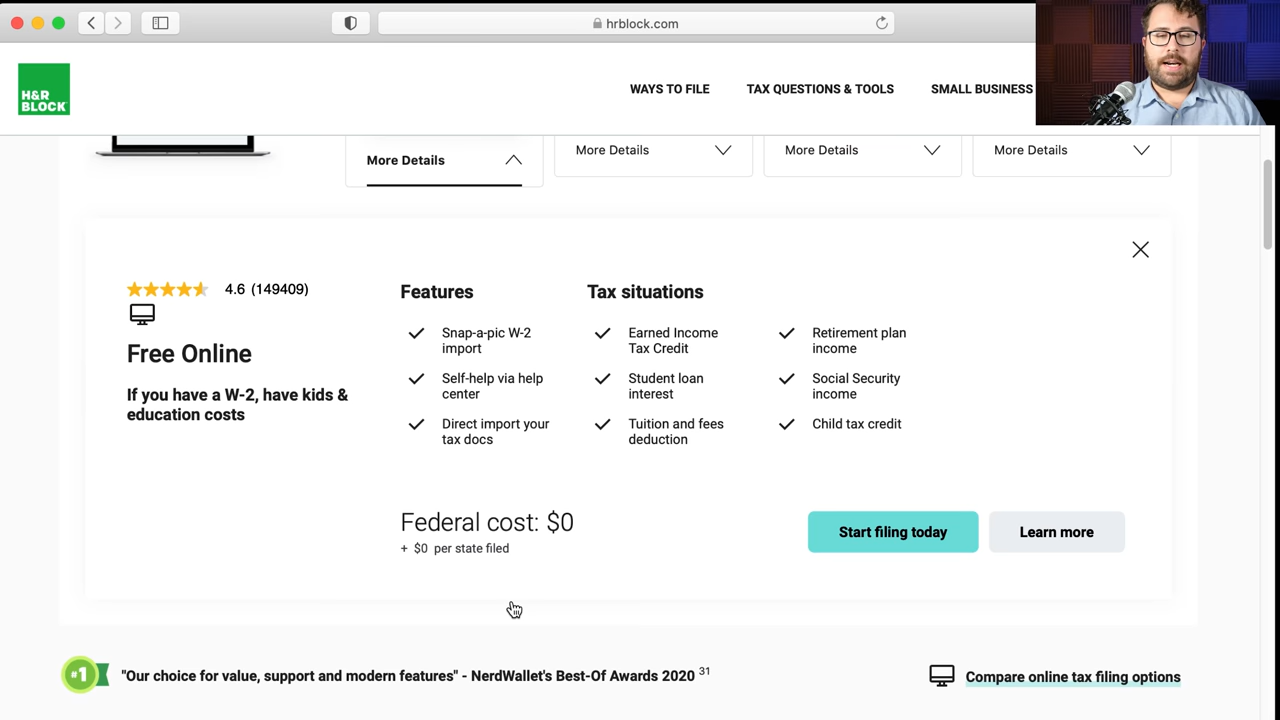 hrblock.com
H&R
BLOCK
WAYS TO FILE
TAX QUESTIONS & TOOLS
SMALL BUSINESS
More Details
More Details
More Details
More Details
4.6 (149409)
Free Online
If you have a W-2, have kids &
education costs
Features
Snap-a-pic W-2
import
Self-help via help
center
Direct import your
tax docs
Tax situations
Earned Income
Tax Credit
Student loan
interest
Tuition and fees
deduction
Retirement plan
income
Social Security
income
Child tax credit
Federal cost: $0
+ $0 per state filed
Start filing today
Learn more
#1
"Our choice for value, support and modern features" - NerdWallet's Best-Of Awards 2020 31
Compare online tax filing options